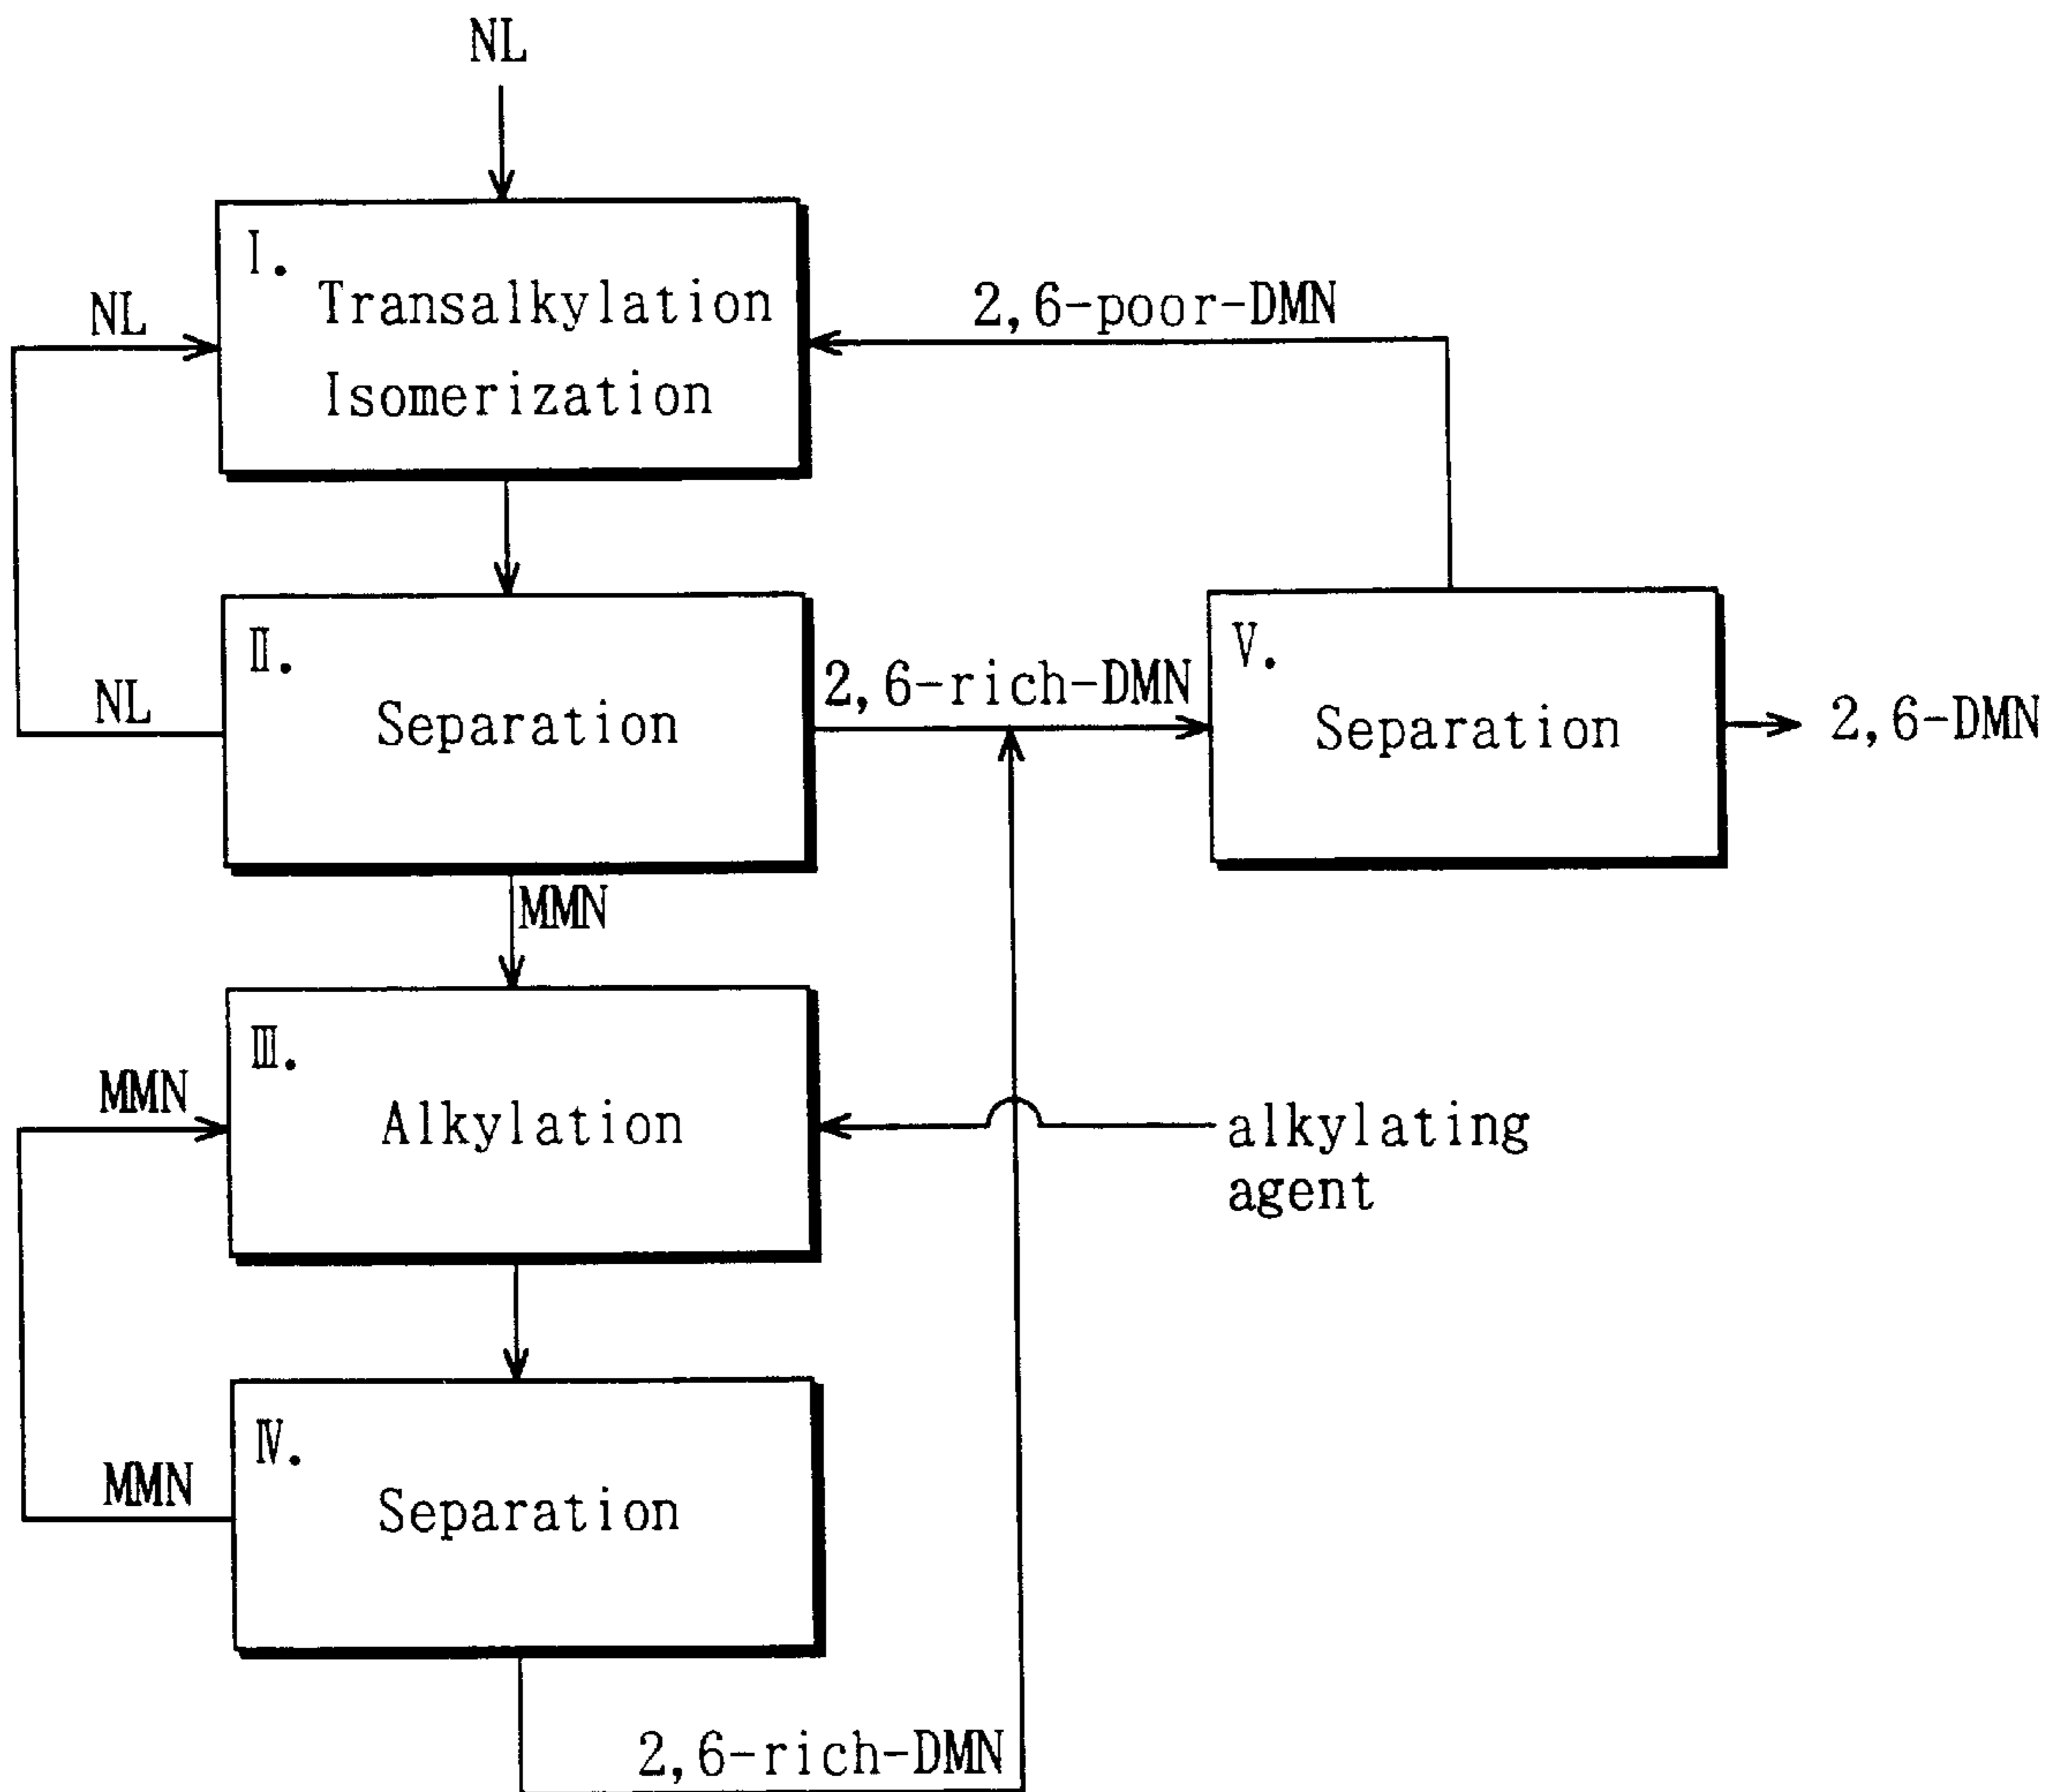 NL
I.
Transalkylation
Isomerization
NL
2,6-poor-DMN
NL
II.
Separation
2,6-rich-DMN
V.
Separation
2,6-DMN
MMN
III.
Alkylation
MMN
alkylating
agent
IV.
Separation
MMN
2,6-rich-DMN